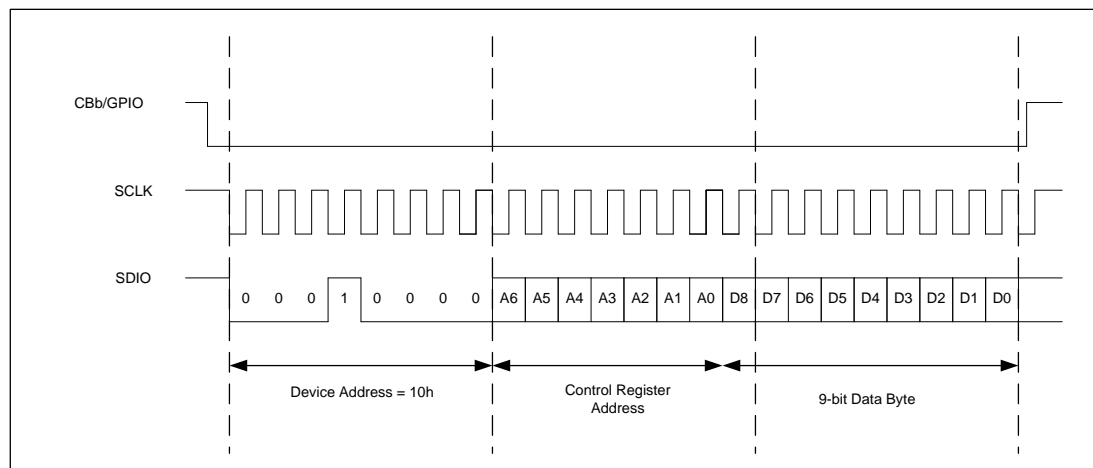 CBb/GPIO
SCLK
SDIO
0 0 0 1 0 0 0 0 A6 A5 A4 A3 A2 A1 A0 D8 D7 D6 D5 D4 D3 D2 D1 D0
Device Address = 10h
Control Register
Address
9-bit Data Byte